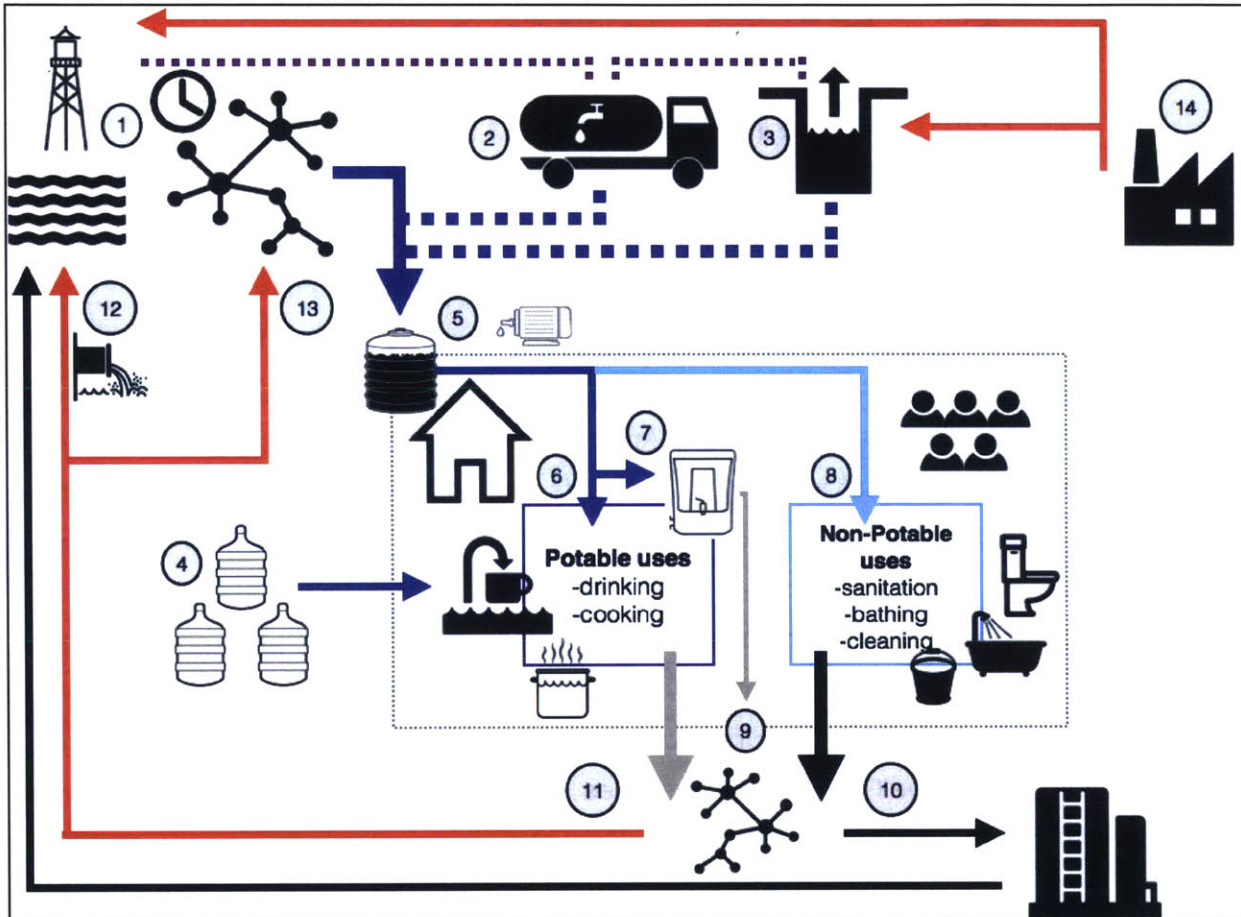 1
2
3
14
12
13
5
7
6
8
4
Potable uses
-drinking
-cooking
Non-Potable
uses
-sanitation
-bathing
-cleaning
9
11
10